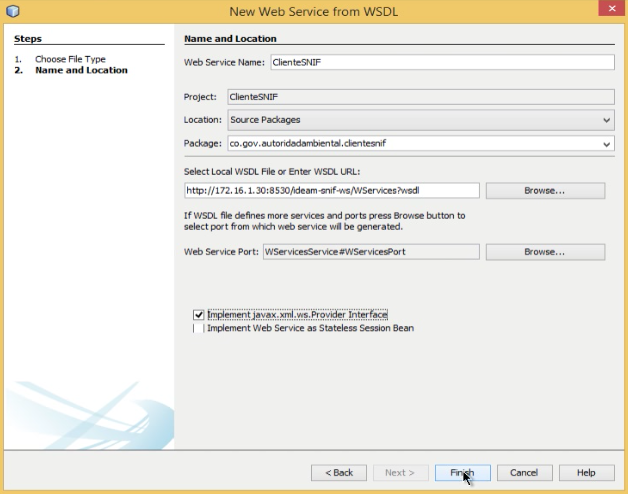 New Web Service from WSDL
Steps
1. Choose File Type
2. Name and Location
Name and Location
Web Service Name: ClienteSNIF
Project: ClienteSNIF
Location: Source Packages
Package: co.gov.autoridadambiental.clientesnif
Select Local WSDL File or Enter WSDL URL:
http://172.16.1.30:8530/ideam-snif-ws/WServices?wsdl Browse...
If WSDL file defines more services and ports press Browse button to
select port from which web service will be generated.
Web Service Port: WServicesService#WServicesPort Browse...
Implement javax.xml.ws.Provider Interface
Implement Web Service as Stateless Session Bean
< Back Next > Finish Cancel Help